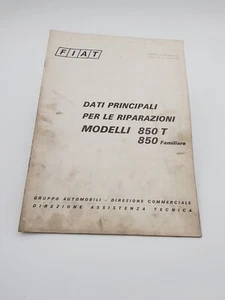 FIAT
DATI PRINCIPALI
PER LE RIPARAZIONI
MODELLI 850 T
850 Familiare
GRUPPO AUTOMOBILI - DIREZIONE COMMERCIALE
DIREZIONE ASSISTENZA TECNICA